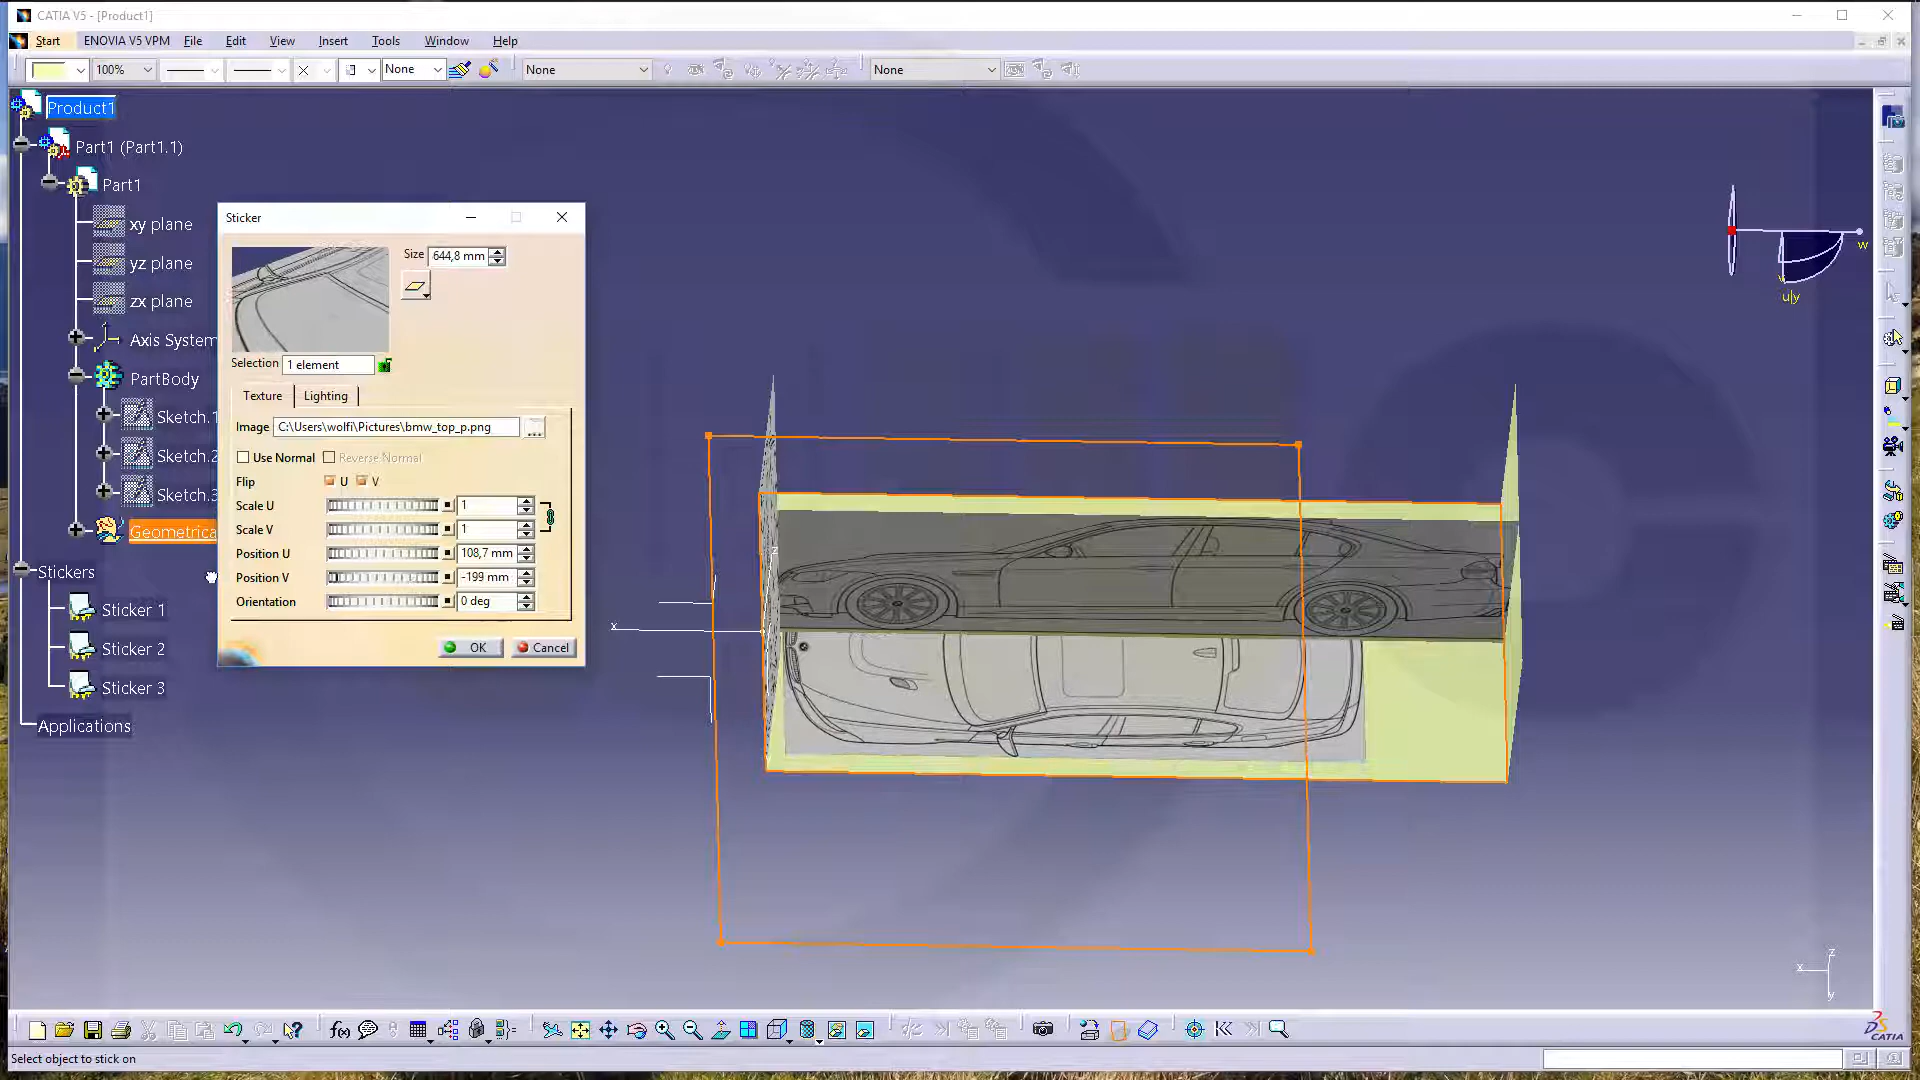 CATIA V5 - [Product1]
Start ENOVIA V5 VPM File Edit View Insert Tools Window Help
100% None None None
Product1
Part1 (Part1.1)
Part1
xy plane
yz plane
zx plane
Axis System
PartBody
Sketch.1
Sketch.2
Sketch.3
Geometrica
Stickers
Sticker 1
Sticker 2
Sticker 3
Applications
Sticker
Size 644,8 mm
Selection 1 element
Texture Lighting
Image C:\Users\wolfi\Pictures\bmw_top_p.png ...
Use Normal Reverse Normal
Flip U V
Scale U 1
Scale V 1
Position U 108,7 mm
Position V -199 mm
Orientation 0 deg
OK Cancel
x
z
w
u|y
z
x
y
f(x)
CATIA
Select object to stick on